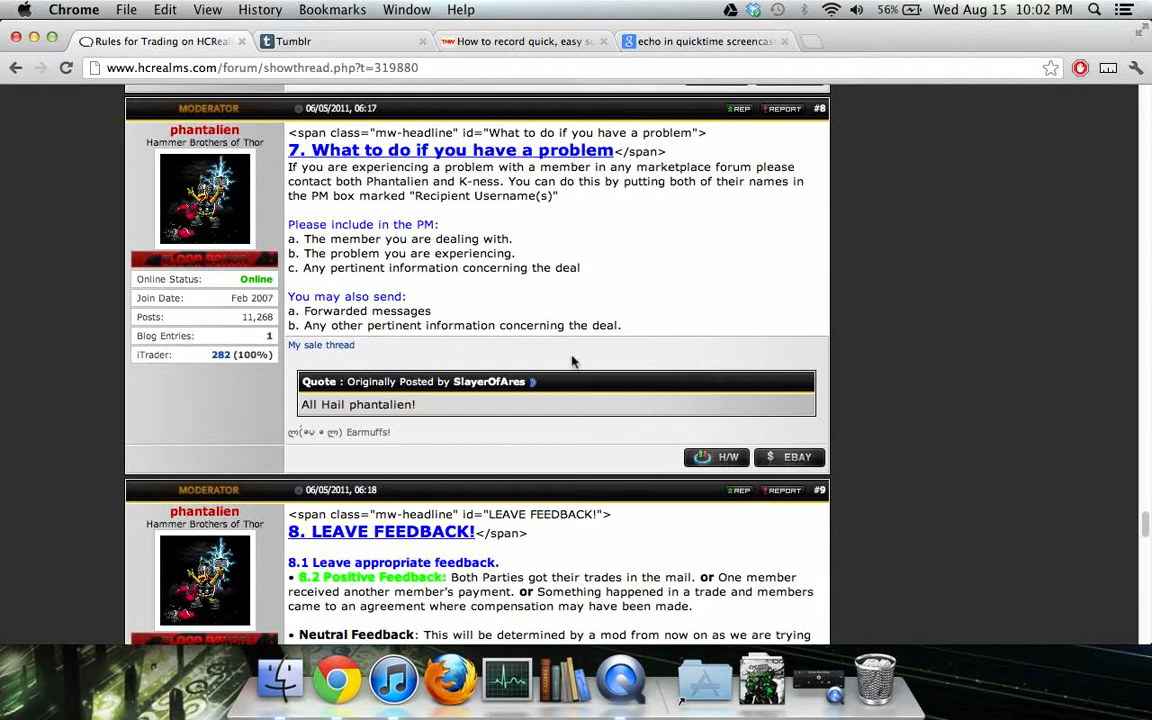 Chrome File Edit View History Bookmarks Window Help 56% Wed Aug 15 10:02 PM
Rules for Trading on HCRealm × Tumblr × How to record quick, easy s × echo in quicktime screencast ×
www.hcrealms.com/forum/showthread.php?t=319880
MODERATOR 06/05/2011, 06:17 REP REPORT #8
phantalien
Hammer Brothers of Thor
Online Status: Online
Join Date: Feb 2007
Posts: 11,268
Blog Entries: 1
iTrader: 282 (100%)
<span class="mw-headline" id="What to do if you have a problem">
7. What to do if you have a problem</span>
If you are experiencing a problem with a member in any marketplace forum please
contact both Phantalien and K-ness. You can do this by putting both of their names in
the PM box marked "Recipient Username(s)"
Please include in the PM:
a. The member you are dealing with.
b. The problem you are experiencing.
c. Any pertinent information concerning the deal
You may also send:
a. Forwarded messages
b. Any other pertinent information concerning the deal.
My sale thread
Quote : Originally Posted by SlayerOfAres
All Hail phantalien!
Earmuffs!
H/W $ EBAY
MODERATOR 06/05/2011, 06:18 REP REPORT #9
phantalien
Hammer Brothers of Thor
<span class="mw-headline" id="LEAVE FEEDBACK!">
8. LEAVE FEEDBACK!</span>
8.1 Leave appropriate feedback.
• 8.2 Positive Feedback: Both Parties got their trades in the mail. or One member
received another member's payment. or Something happened in a trade and members
came to an agreement where compensation may have been made.
• Neutral Feedback: This will be determined by a mod from now on as we are trying